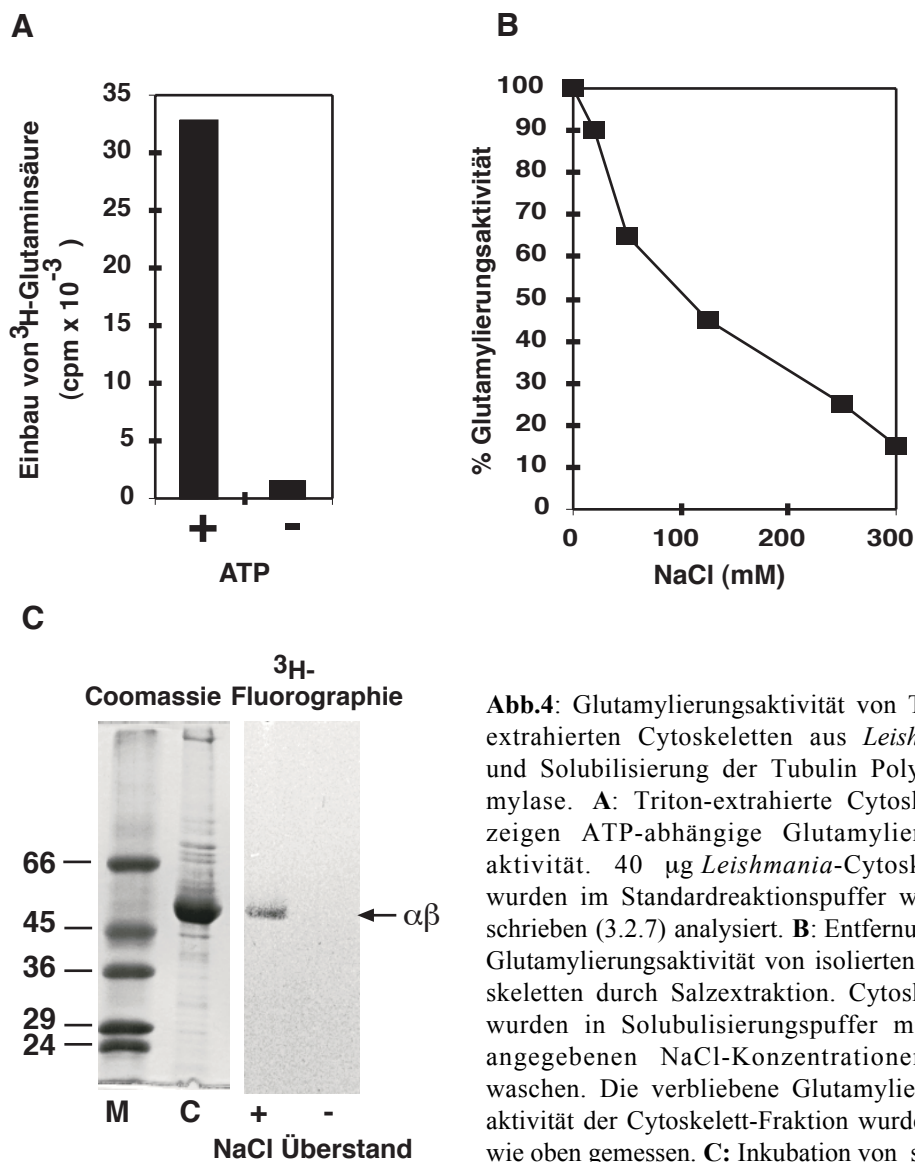 A
Einbau von ³H-Glutaminsäure
(cpm x 10⁻³)
35
30
25
20
15
10
5
0
+ -
ATP
B
% Glutamylierungsaktivität
100
90
80
70
60
50
40
30
20
10
0
0 100 200 300
NaCl (mM)
C
³H-
Coomassie Fluorographie
66
45
36
29
24
αβ
M C + -
NaCl Überstand
Abb.4: Glutamylierungsaktivität von T
extrahierten Cytoskeletten aus Leish
und Solubilisierung der Tubulin Poly
mylase. A: Triton-extrahierte Cytosk
zeigen ATP-abhängige Glutamylier
aktivität. 40 µg Leishmania-Cytosk
wurden im Standardreaktionspuffer w
schrieben (3.2.7) analysiert. B: Entfernu
Glutamylierungsaktivität von isolierten
skeletten durch Salzextraktion. Cytosk
wurden in Solubulisierungspuffer m
angegebenen NaCl-Konzentrationen
waschen. Die verbliebene Glutamylie
aktivität der Cytoskelett-Fraktion wurde
wie oben gemessen. C: Inkubation von s